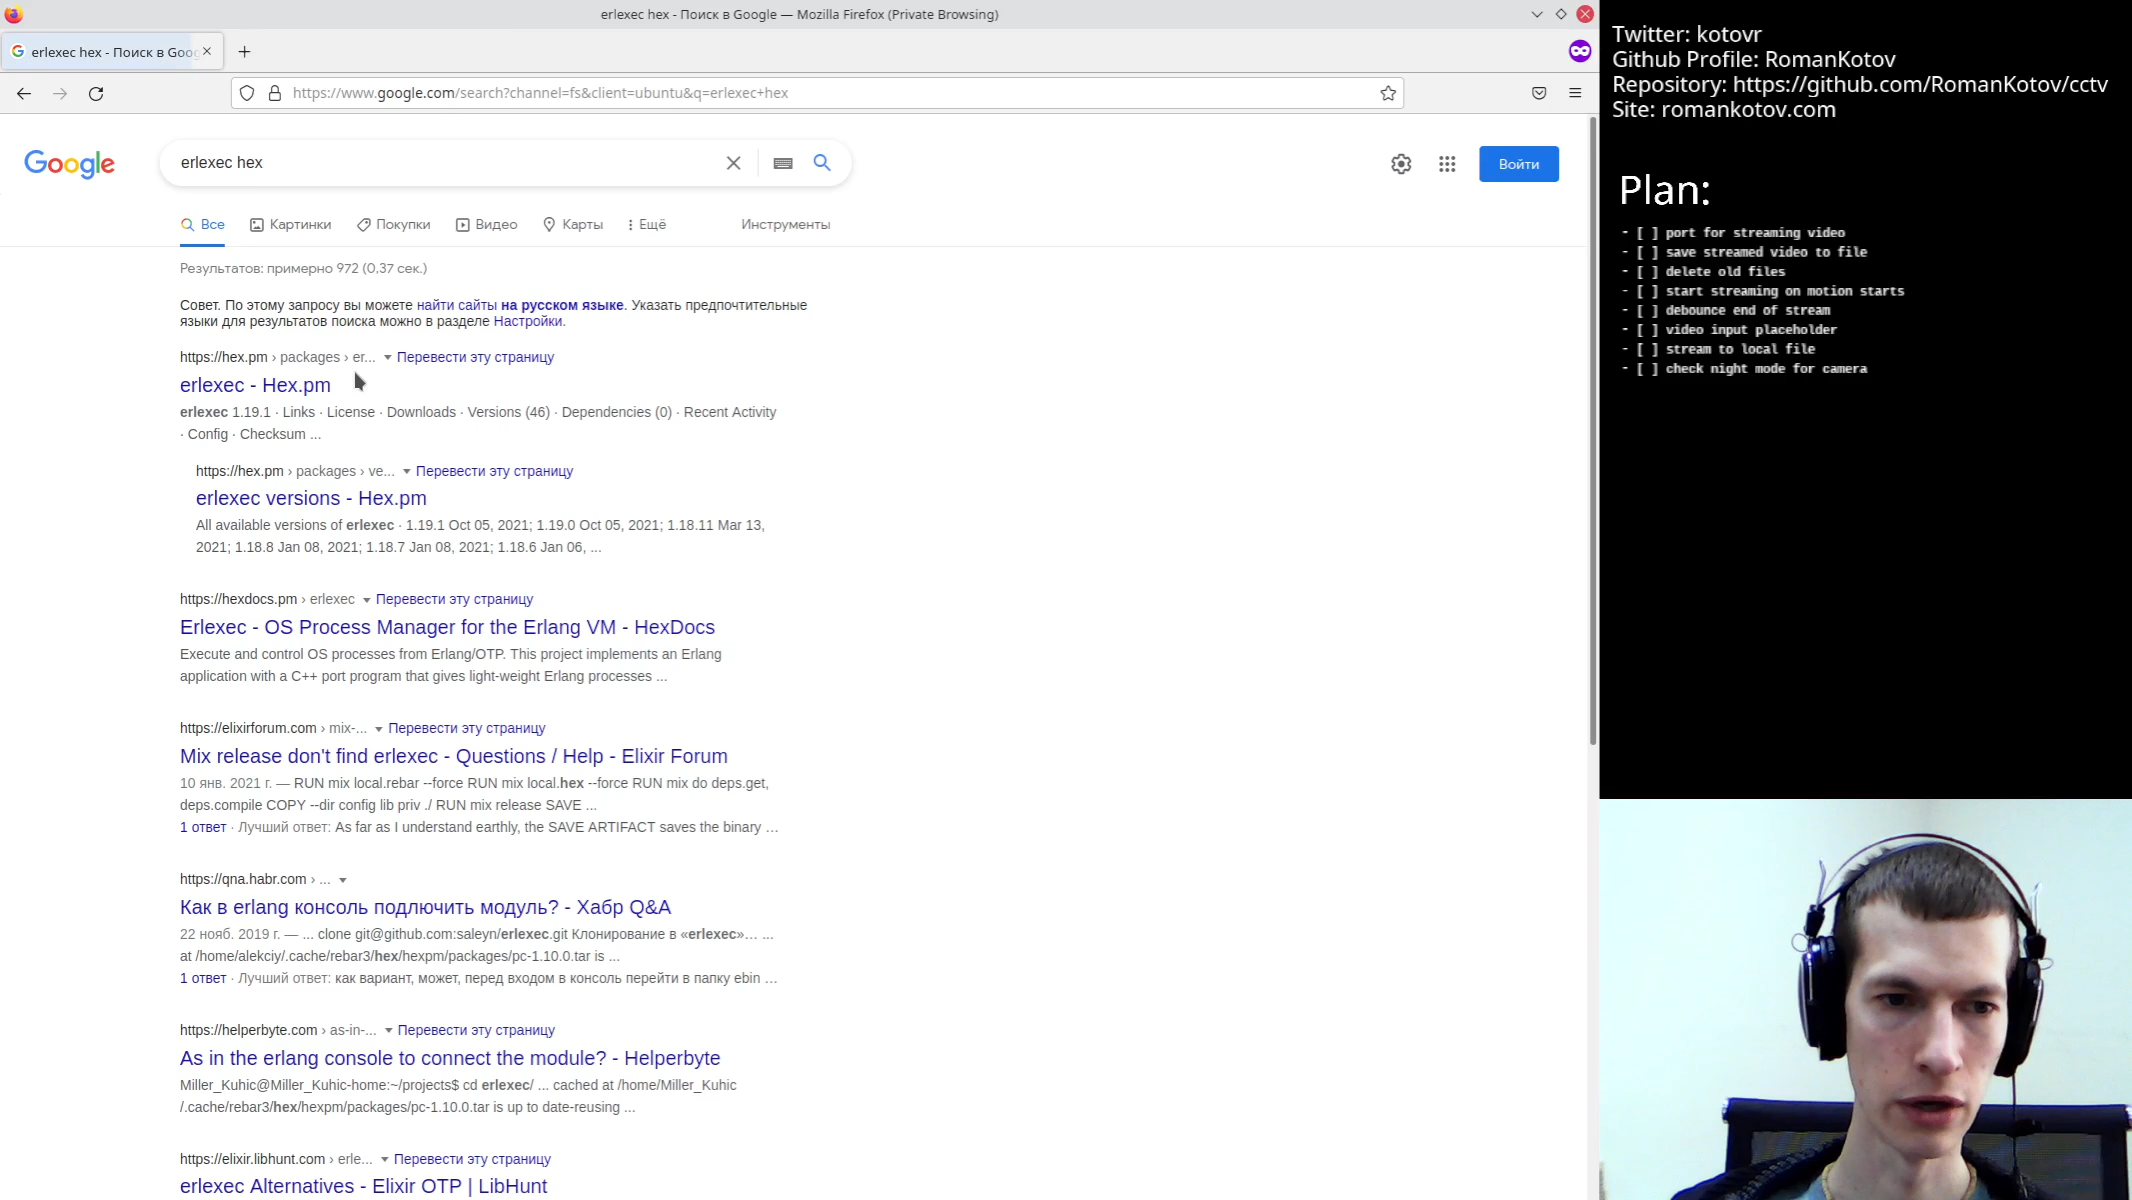 erlexec hex - Поиск в Google — Mozilla Firefox (Private Browsing)
erlexec hex - Поиск в Goo
https://www.google.com/search?channel=fs&client=ubuntu&q=erlexec+hex
Google
erlexec hex
Войти
Все
Картинки
Покупки
Видео
Карты
Ещё
Инструменты
Результатов: примерно 972 (0,37 сек.)
Совет. По этому запросу вы можете найти сайты на русском языке. Указать предпочтительные
языки для результатов поиска можно в разделе Настройки.
https://hex.pm › packages › er... Перевести эту страницу
erlexec - Hex.pm
erlexec 1.19.1 · Links · License · Downloads · Versions (46) · Dependencies (0) · Recent Activity
· Config · Checksum ...
https://hex.pm › packages › ve... Перевести эту страницу
erlexec versions - Hex.pm
All available versions of erlexec · 1.19.1 Oct 05, 2021; 1.19.0 Oct 05, 2021; 1.18.11 Mar 13,
2021; 1.18.8 Jan 08, 2021; 1.18.7 Jan 08, 2021; 1.18.6 Jan 06, ...
https://hexdocs.pm › erlexec Перевести эту страницу
Erlexec - OS Process Manager for the Erlang VM - HexDocs
Execute and control OS processes from Erlang/OTP. This project implements an Erlang
application with a C++ port program that gives light-weight Erlang processes ...
https://elixirforum.com › mix-... Перевести эту страницу
Mix release don't find erlexec - Questions / Help - Elixir Forum
10 янв. 2021 г. — RUN mix local.rebar --force RUN mix local.hex --force RUN mix do deps.get,
deps.compile COPY --dir config lib priv ./ RUN mix release SAVE ...
1 ответ · Лучший ответ: As far as I understand earthly, the SAVE ARTIFACT saves the binary …
https://qna.habr.com › ...
Как в erlang консоль подлючить модуль? - Хабр Q&A
22 нояб. 2019 г. — ... clone git@github.com:saleyn/erlexec.git Клонирование в «erlexec»… ...
at /home/alekciy/.cache/rebar3/hex/hexpm/packages/pc-1.10.0.tar is ...
1 ответ · Лучший ответ: как вариант, может, перед входом в консоль перейти в папку ebin …
https://helperbyte.com › as-in-... Перевести эту страницу
As in the erlang console to connect the module? - Helperbyte
Miller_Kuhic@Miller_Kuhic-home:~/projects$ cd erlexec/ ... cached at /home/Miller_Kuhic
/.cache/rebar3/hex/hexpm/packages/pc-1.10.0.tar is up to date-reusing ...
https://elixir.libhunt.com › erle... Перевести эту страницу
erlexec Alternatives - Elixir OTP | LibHunt
Twitter: kotovr
Github Profile: RomanKotov
Repository: https://github.com/RomanKotov/cctv
Site: romankotov.com
Plan:
- [ ] port for streaming video
- [ ] save streamed video to file
- [ ] delete old files
- [ ] start streaming on motion starts
- [ ] debounce end of stream
- [ ] video input placeholder
- [ ] stream to local file
- [ ] check night mode for camera